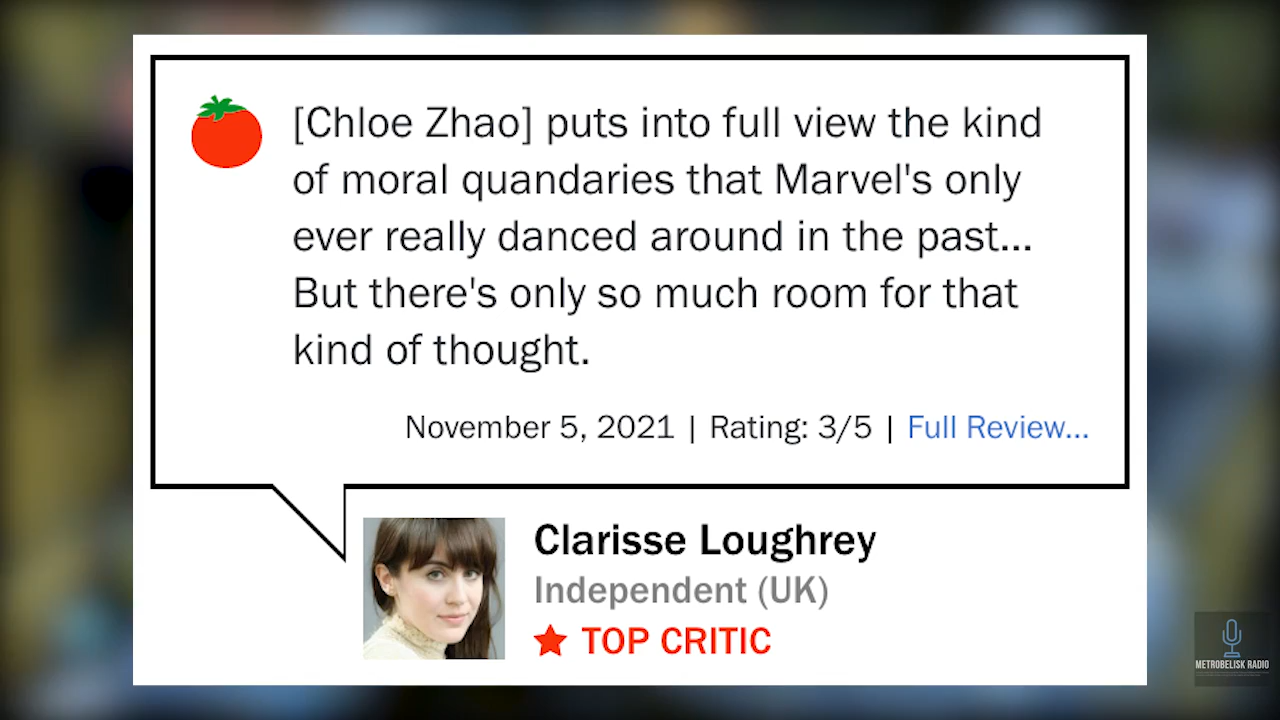 [Chloe Zhao] puts into full view the kind
of moral quandaries that Marvel's only
ever really danced around in the past...
But there's only so much room for that
kind of thought.
November 5, 2021 | Rating: 3/5 | Full Review...
Clarisse Loughrey
Independent (UK)
TOP CRITIC
METROBELISK RADIO